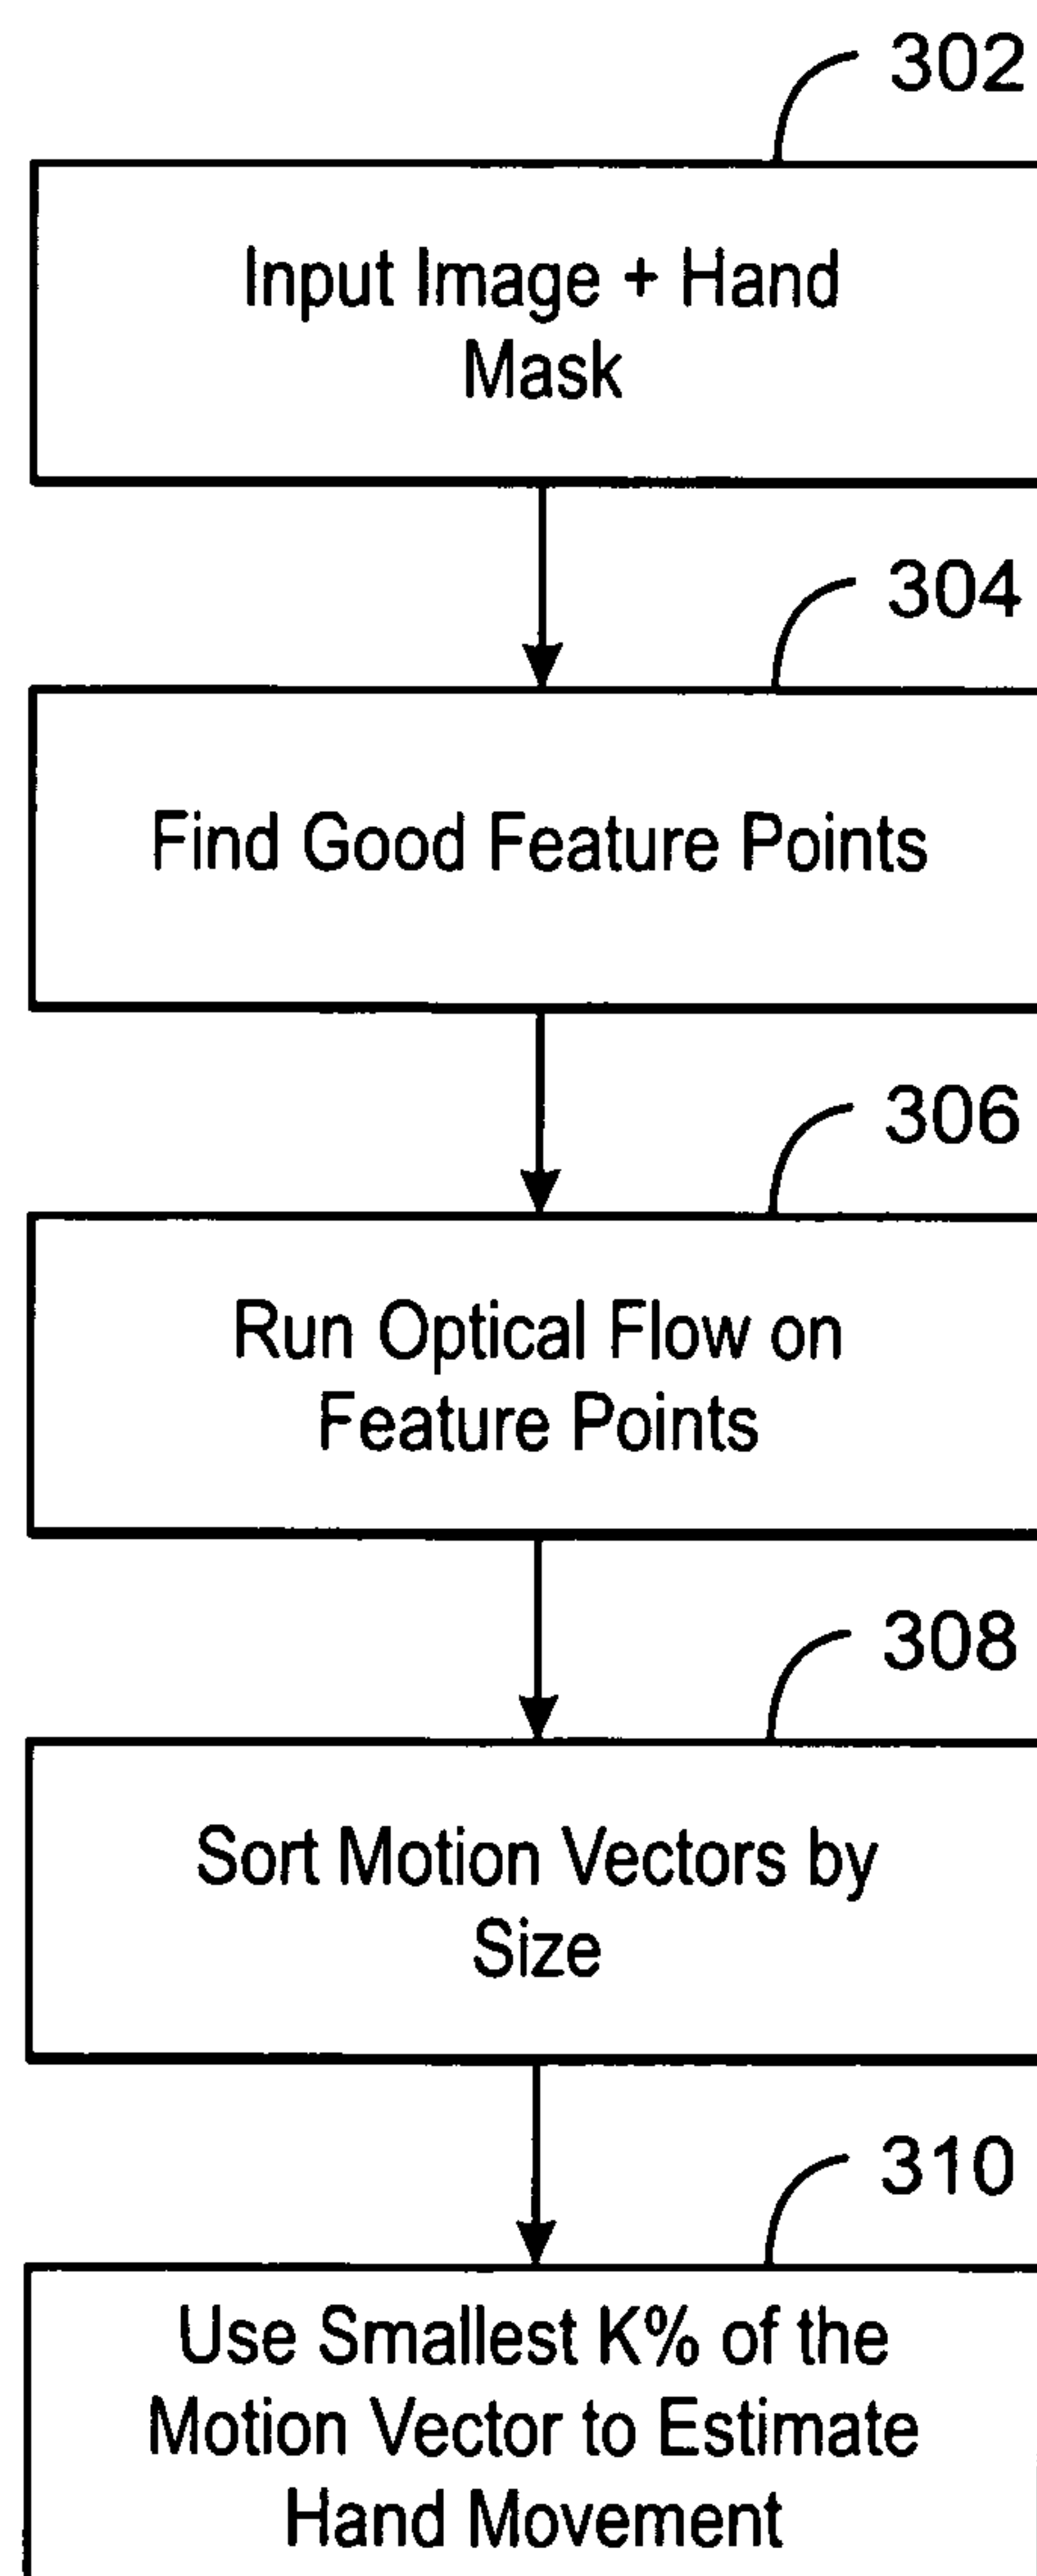 302
Input Image + Hand
Mask
304
Find Good Feature Points
306
Run Optical Flow on
Feature Points
308
Sort Motion Vectors by
Size
310
Use Smallest K% of the
Motion Vector to Estimate
Hand Movement